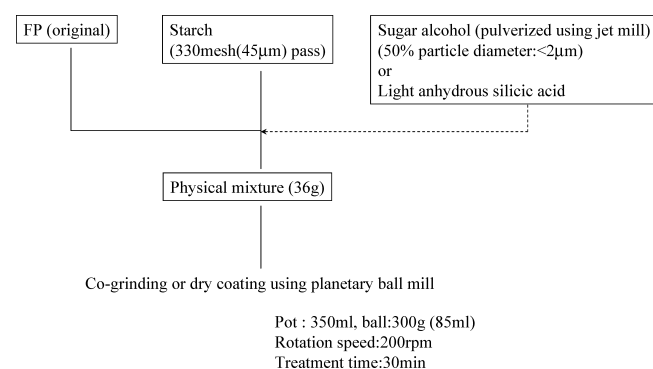 FP (original)
Starch
(330mesh(45μm) pass)
Sugar alcohol (pulverized using jet mill)
(50% particle diameter:<2μm)
or
Light anhydrous silicic acid
Physical mixture (36g)
Co-grinding or dry coating using planetary ball mill
Pot : 350ml, ball:300g (85ml)
Rotation speed:200rpm
Treatment time:30min